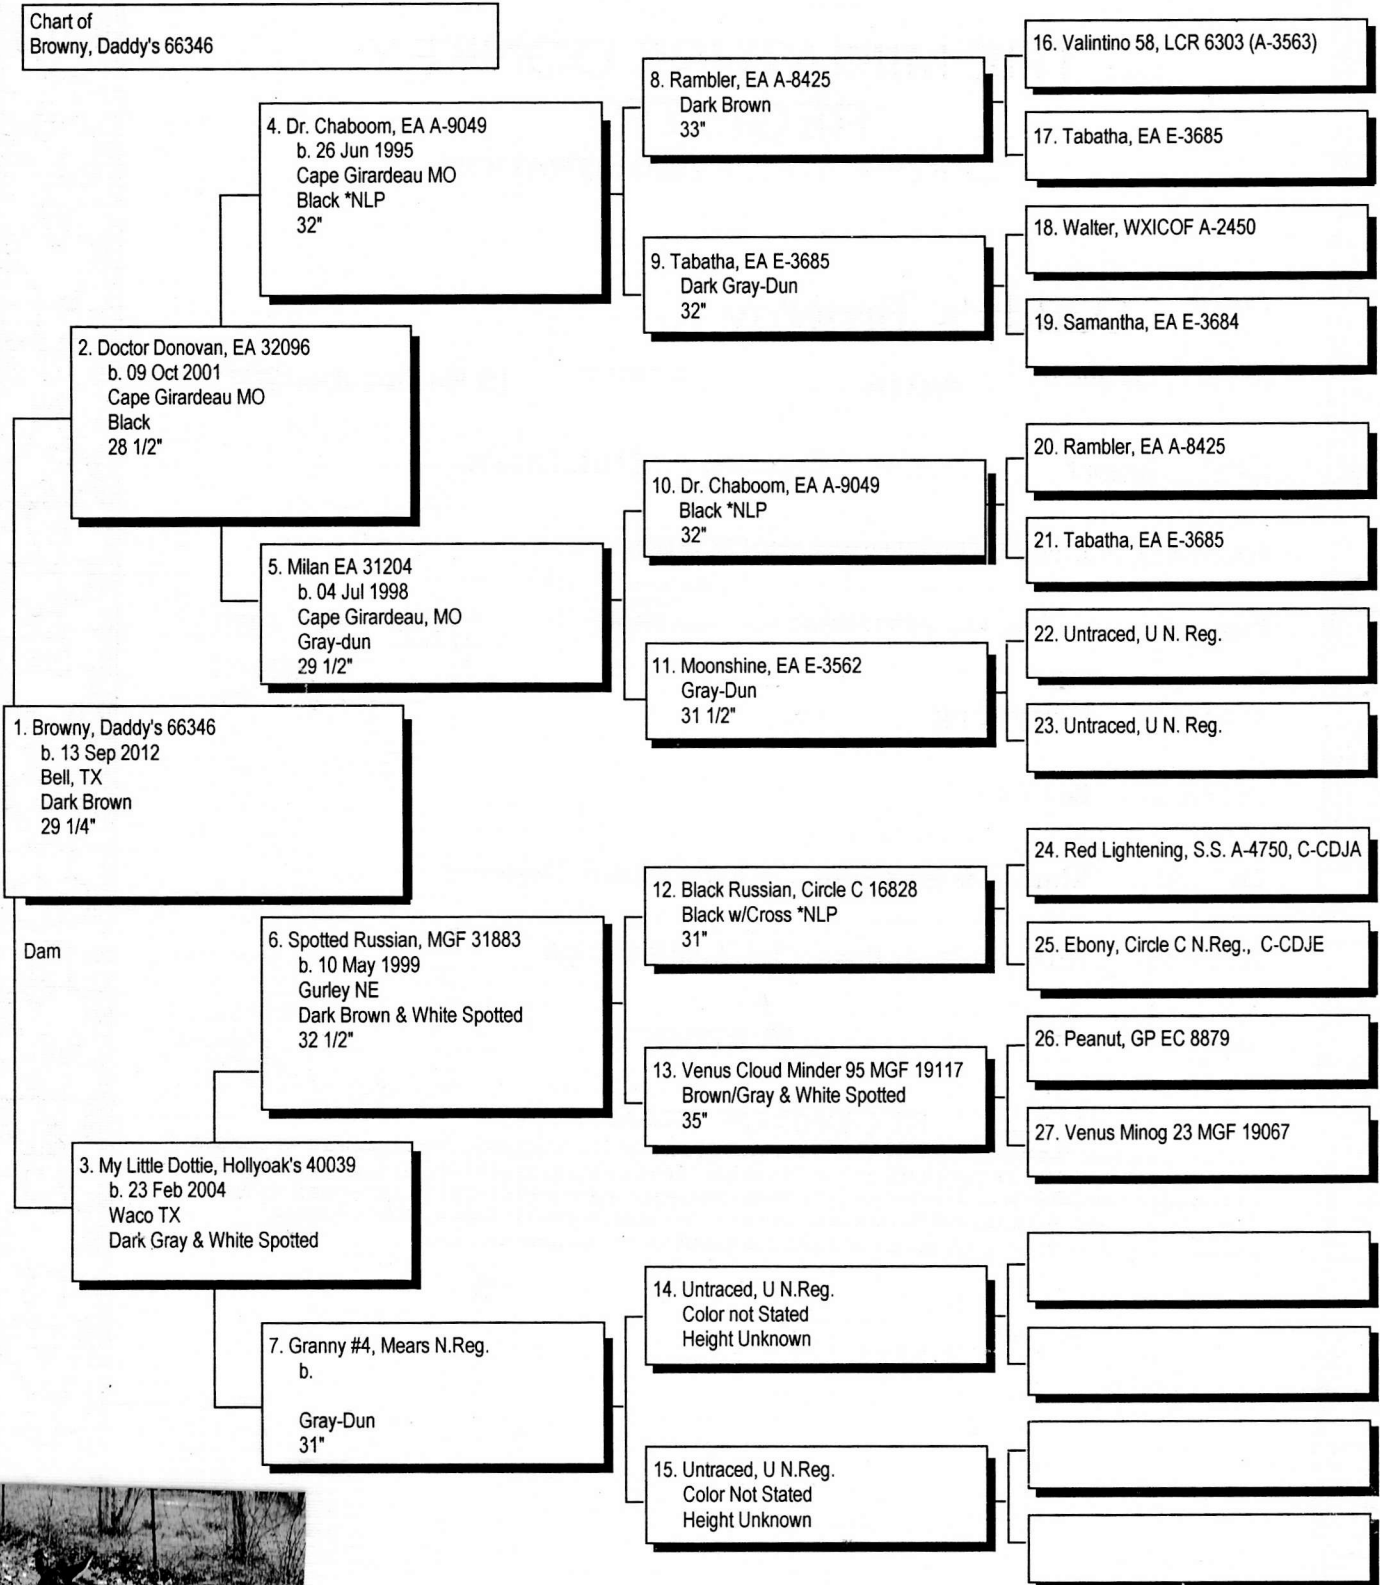 Chart of
Browny, Daddy's 66346
1. Browny, Daddy's 66346
b. 13 Sep 2012
Bell, TX
Dark Brown
29 1/4"
Dam
2. Doctor Donovan, EA 32096
b. 09 Oct 2001
Cape Girardeau MO
Black
28 1/2"
3. My Little Dottie, Hollyoak's 40039
b. 23 Feb 2004
Waco TX
Dark Gray & White Spotted
4. Dr. Chaboom, EA A-9049
b. 26 Jun 1995
Cape Girardeau MO
Black *NLP
32"
5. Milan EA 31204
b. 04 Jul 1998
Cape Girardeau, MO
Gray-dun
29 1/2"
6. Spotted Russian, MGF 31883
b. 10 May 1999
Gurley NE
Dark Brown & White Spotted
32 1/2"
7. Granny #4, Mears N.Reg.
b.
Gray-Dun
31"
8. Rambler, EA A-8425
Dark Brown
33"
9. Tabatha, EA E-3685
Dark Gray-Dun
32"
10. Dr. Chaboom, EA A-9049
Black *NLP
32"
11. Moonshine, EA E-3562
Gray-Dun
31 1/2"
12. Black Russian, Circle C 16828
Black w/Cross *NLP
31"
13. Venus Cloud Minder 95 MGF 19117
Brown/Gray & White Spotted
35"
14. Untraced, U N.Reg.
Color not Stated
Height Unknown
15. Untraced, U N.Reg.
Color Not Stated
Height Unknown
16. Valintino 58, LCR 6303 (A-3563)
17. Tabatha, EA E-3685
18. Walter, WXICOF A-2450
19. Samantha, EA E-3684
20. Rambler, EA A-8425
21. Tabatha, EA E-3685
22. Untraced, U N. Reg.
23. Untraced, U N. Reg.
24. Red Lightening, S.S. A-4750, C-CDJA
25. Ebony, Circle C N.Reg., C-CDJE
26. Peanut, GP EC 8879
27. Venus Minog 23 MGF 19067